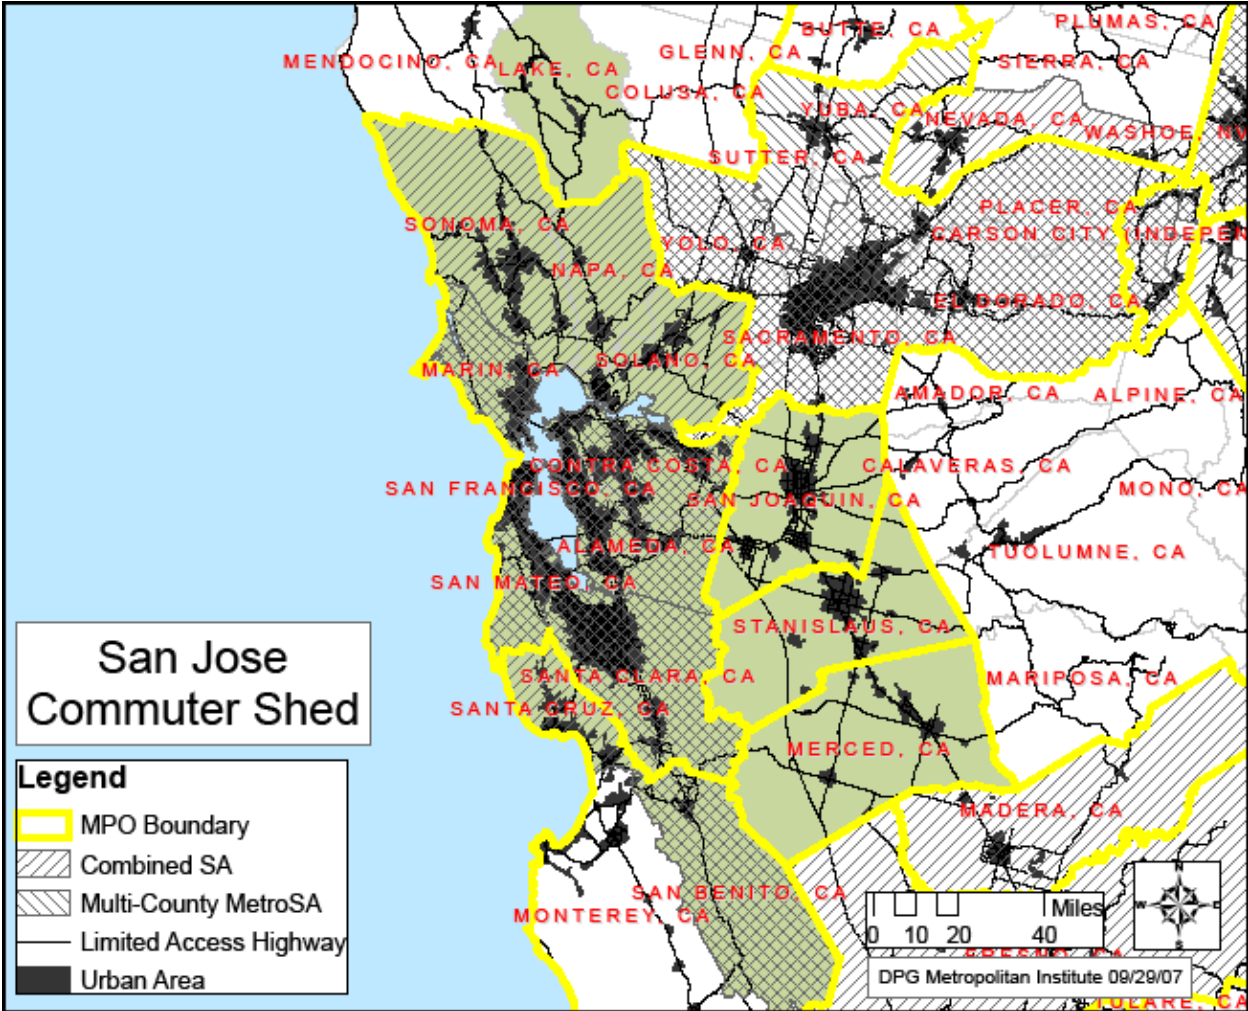 BUTTE, CA
PLUMAS, CA
MENDOCINO, CA
LAKE, CA
GLENN, CA
SIERRA, CA
COLUSA, CA
YUBA, CA
NEVADA, CA
WASHOE, NV
SUTTER, CA
PLACER, CA
SONOMA, CA
YOLO, CA
CARSON CITY (INDEPEN
NAPA, CA
EL DORADO, CA
SACRAMENTO, CA
MARIN, CA
SOLANO, CA
AMADOR, CA
ALPINE, CA
CONTRA COSTA, CA
CALAVERAS, CA
SAN FRANCISCO, CA
SAN JOAQUIN, CA
MONO, CA
ALAMEDA, CA
TUOLUMNE, CA
SAN MATEO, CA
STANISLAUS, CA
San Jose
Commuter Shed
SANTA CLARA, CA
MARIPOSA, CA
SANTA CRUZ, CA
MERCED, CA
Legend
MPO Boundary
Combined SA
Multi-County MetroSA
Limited Access Highway
Urban Area
MADERA, CA
SAN BENITO, CA
MONTEREY, CA
N
W E
S
Miles
0 10 20 40
FRESNO, CA
DPG Metropolitan Institute 09/29/07
TULARE, CA